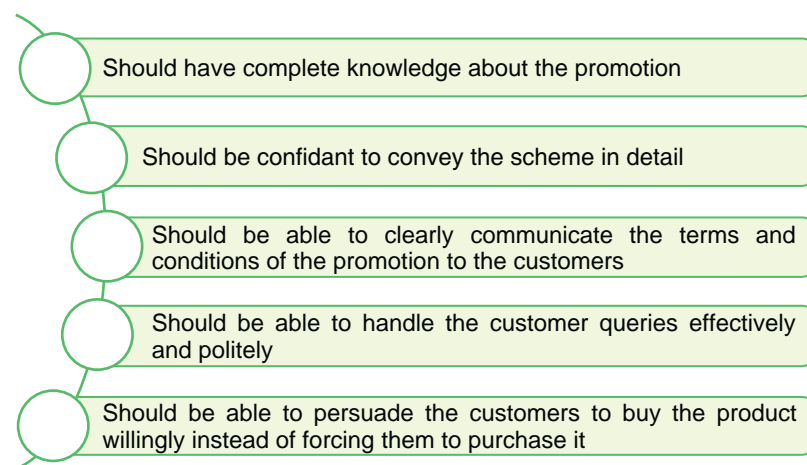 Should have complete knowledge about the promotion
Should be confidant to convey the scheme in detail
Should be able to clearly communicate the terms and
conditions of the promotion to the customers
Should be able to handle the customer queries effectively
and politely
Should be able to persuade the customers to buy the product
willingly instead of forcing them to purchase it